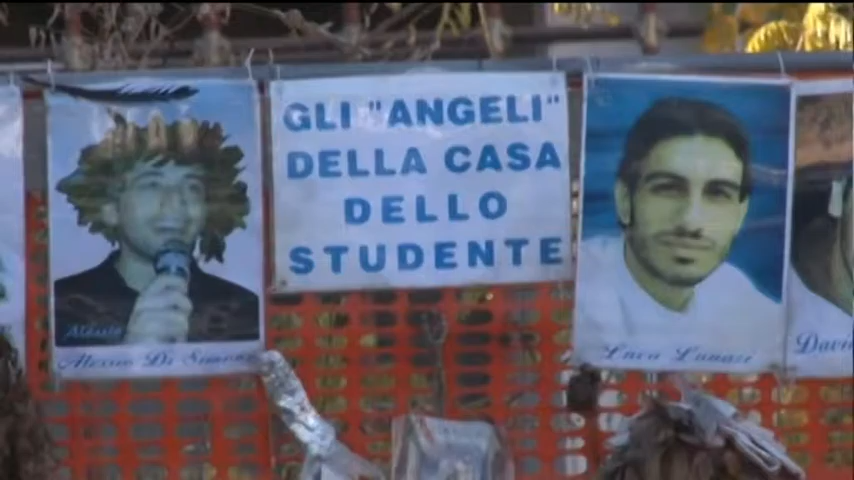 GLI "ANGELI"
DELLA CASA
DELLO
STUDENTE
Alessio
Alessio Di Simone
Luca Lunari
Davi